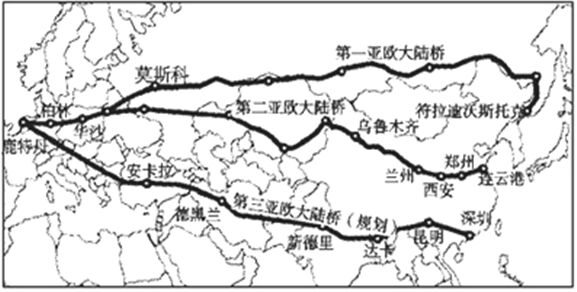 第一亚欧大陆桥
莫斯科
符拉迪沃斯托克
柏林
华沙
鹿特丹
第二亚欧大陆桥
乌鲁木齐
兰州
西安
郑州
连云港
安卡拉
德黑兰
第三亚欧大陆桥(规划)
新德里
达卡
昆明
深圳